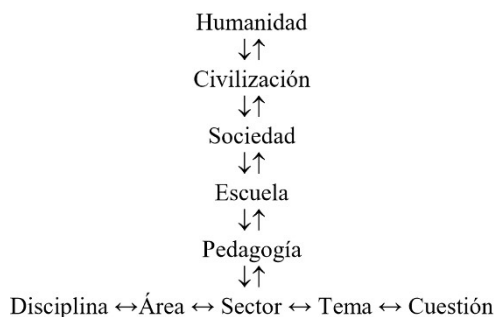 Humanidad
↓↑
Civilización
↓↑
Sociedad
↓↑
Escuela
↓↑
Pedagogía
↓↑
Disciplina ↔Área ↔ Sector ↔ Tema ↔ Cuestión